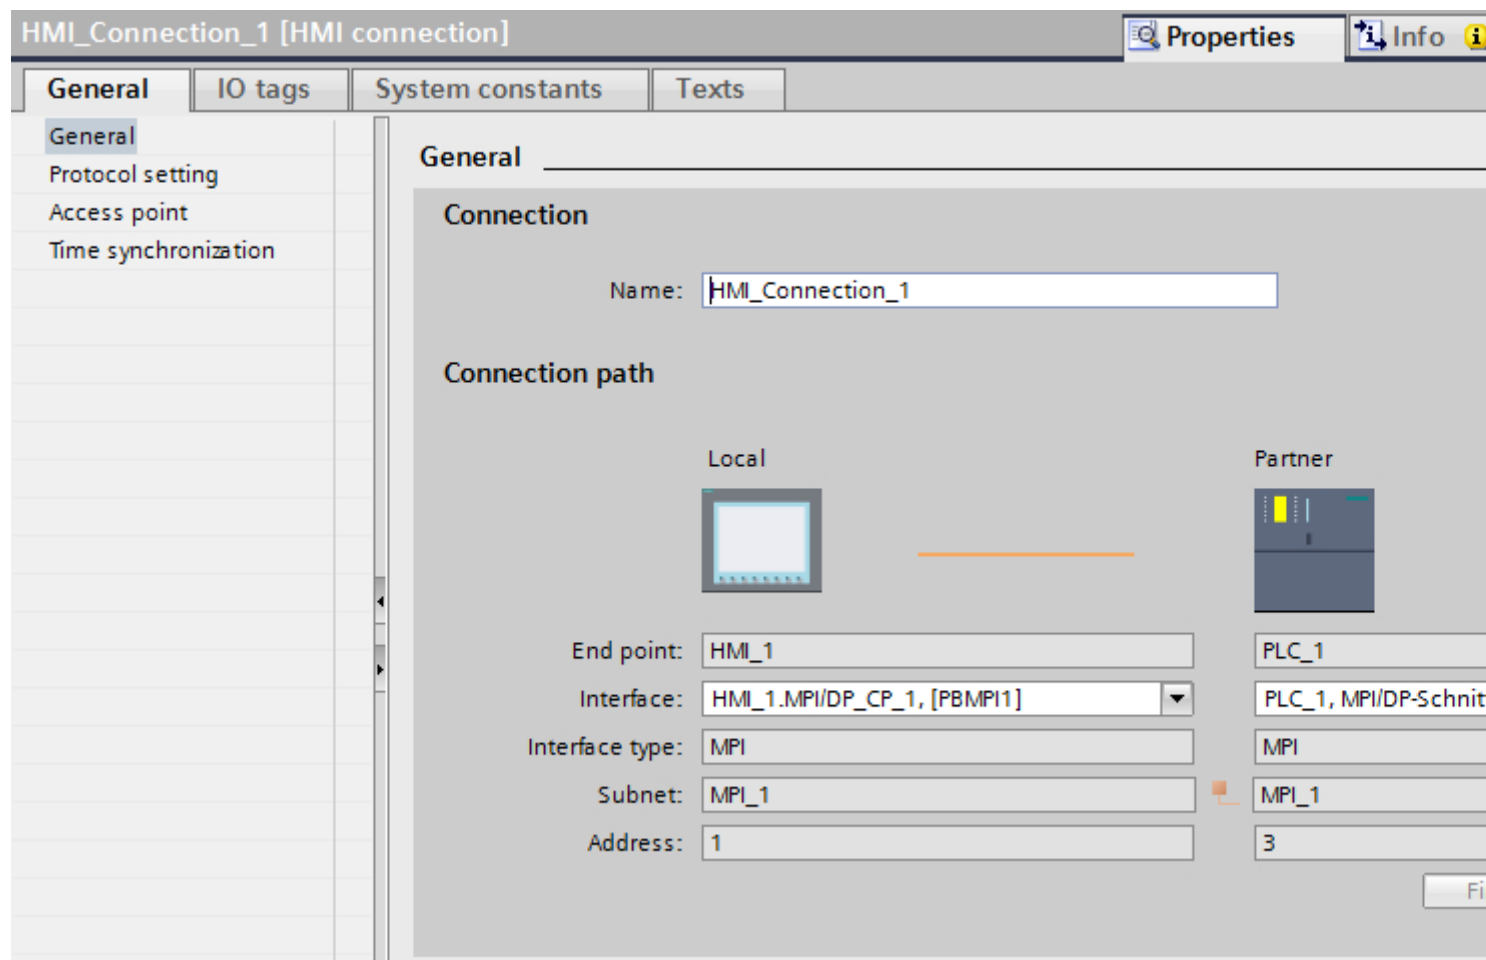 HMI_Connection_1 [HMI connection]
Properties
Info
General
IO tags
System constants
Texts
General
Protocol setting
Access point
Time synchronization
General
Connection
Name: HMI_Connection_1
Connection path
Local Partner
End point: HMI_1 PLC_1
Interface: HMI_1.MPI/DP_CP_1, [PBMPI1] PLC_1, MPI/DP-Schnit
Interface type: MPI MPI
Subnet: MPI_1 MPI_1
Address: 1 3